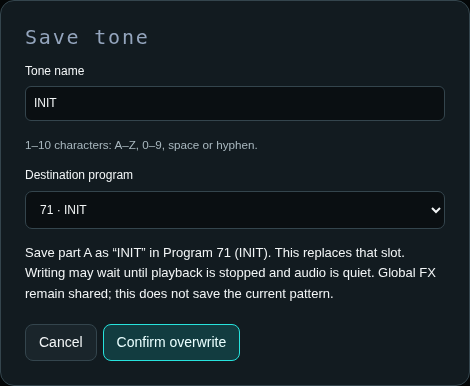 Save tone
Tone name
INIT
1–10 characters: A–Z, 0–9, space or hyphen.
Destination program
71 · INIT
Save part A as “INIT” in Program 71 (INIT). This replaces that slot.
Writing may wait until playback is stopped and audio is quiet. Global FX
remain shared; this does not save the current pattern.
Cancel
Confirm overwrite